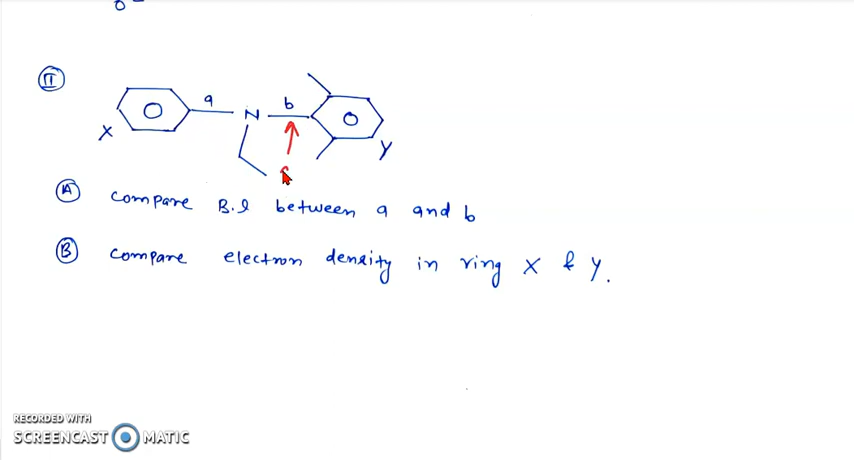 II
a
b
N
X
Y
A compare B.l between a and b
B compare electron density in ring X & Y.
RECORDED WITH
SCREENCAST MATIC